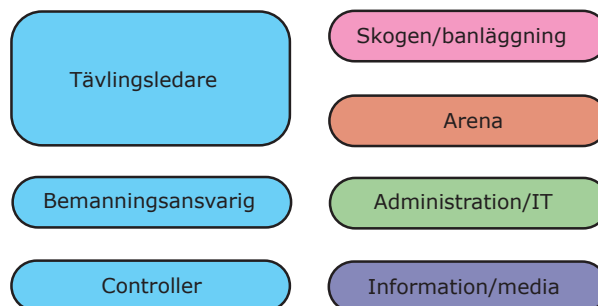 Tävlingsledare
Bemanningsansvarig
Controller
Skogen/banläggning
Arena
Administration/IT
Information/media